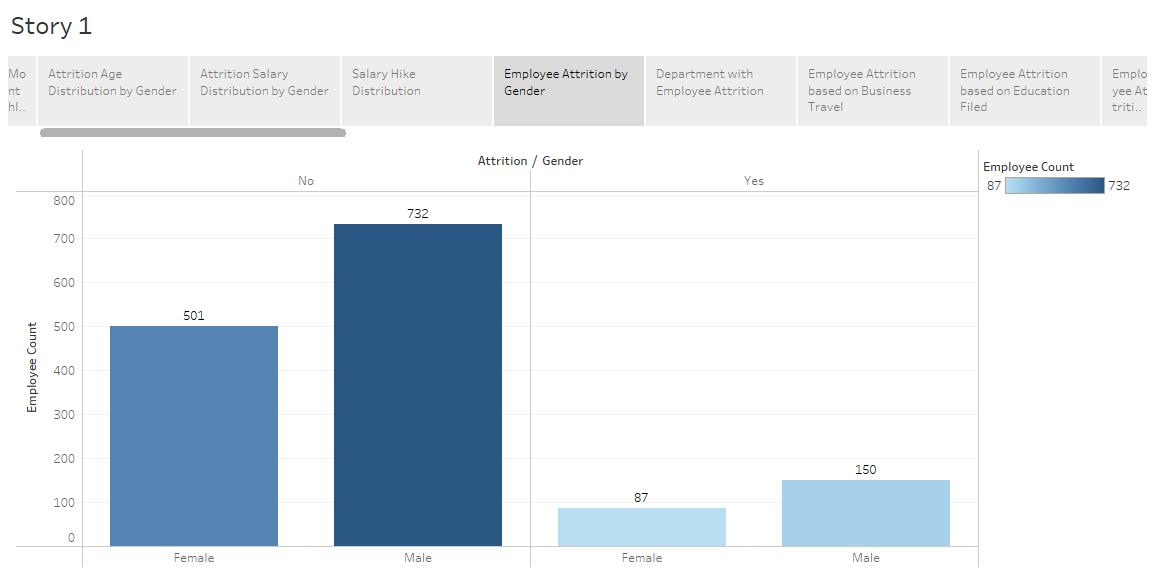 Story 1
Mo
nt
hl..
Attrition Age
Distribution by Gender
Attrition Salary
Distribution by Gender
Salary Hike
Distribution
Employee Attrition by
Gender
Department with
Employee Attrition
Employee Attrition
based on Business
Travel
Employee Attrition
based on Education
Filed
Emplo
yee At
triti..
Attrition / Gender
No
Yes
Employee Count
87
732
Employee Count
800
700
600
500
400
300
200
100
0
501
732
87
150
Female
Male
Female
Male